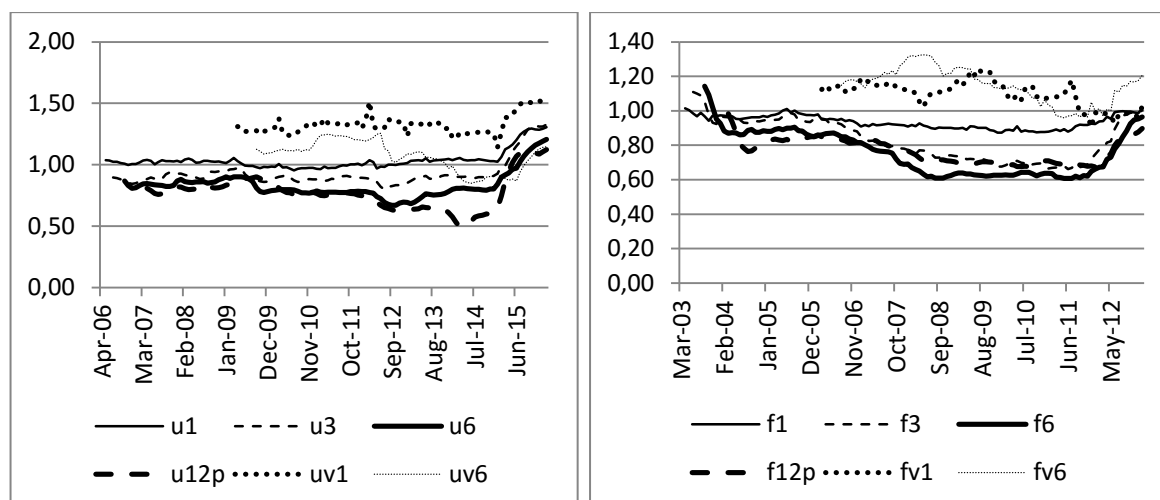 2,00
1,50
1,00
0,50
0,00
Apr-06
Mar-07
Feb-08
Jan-09
Dec-09
Nov-10
Oct-11
Sep-12
Aug-13
Jul-14
Jun-15
u1 u3 u6
u12p uv1 uv6
1,40
1,20
1,00
0,80
0,60
0,40
0,20
0,00
Mar-03
Feb-04
Jan-05
Dec-05
Nov-06
Oct-07
Sep-08
Aug-09
Jul-10
Jun-11
May-12
f1 f3 f6
f12p fv1 fv6